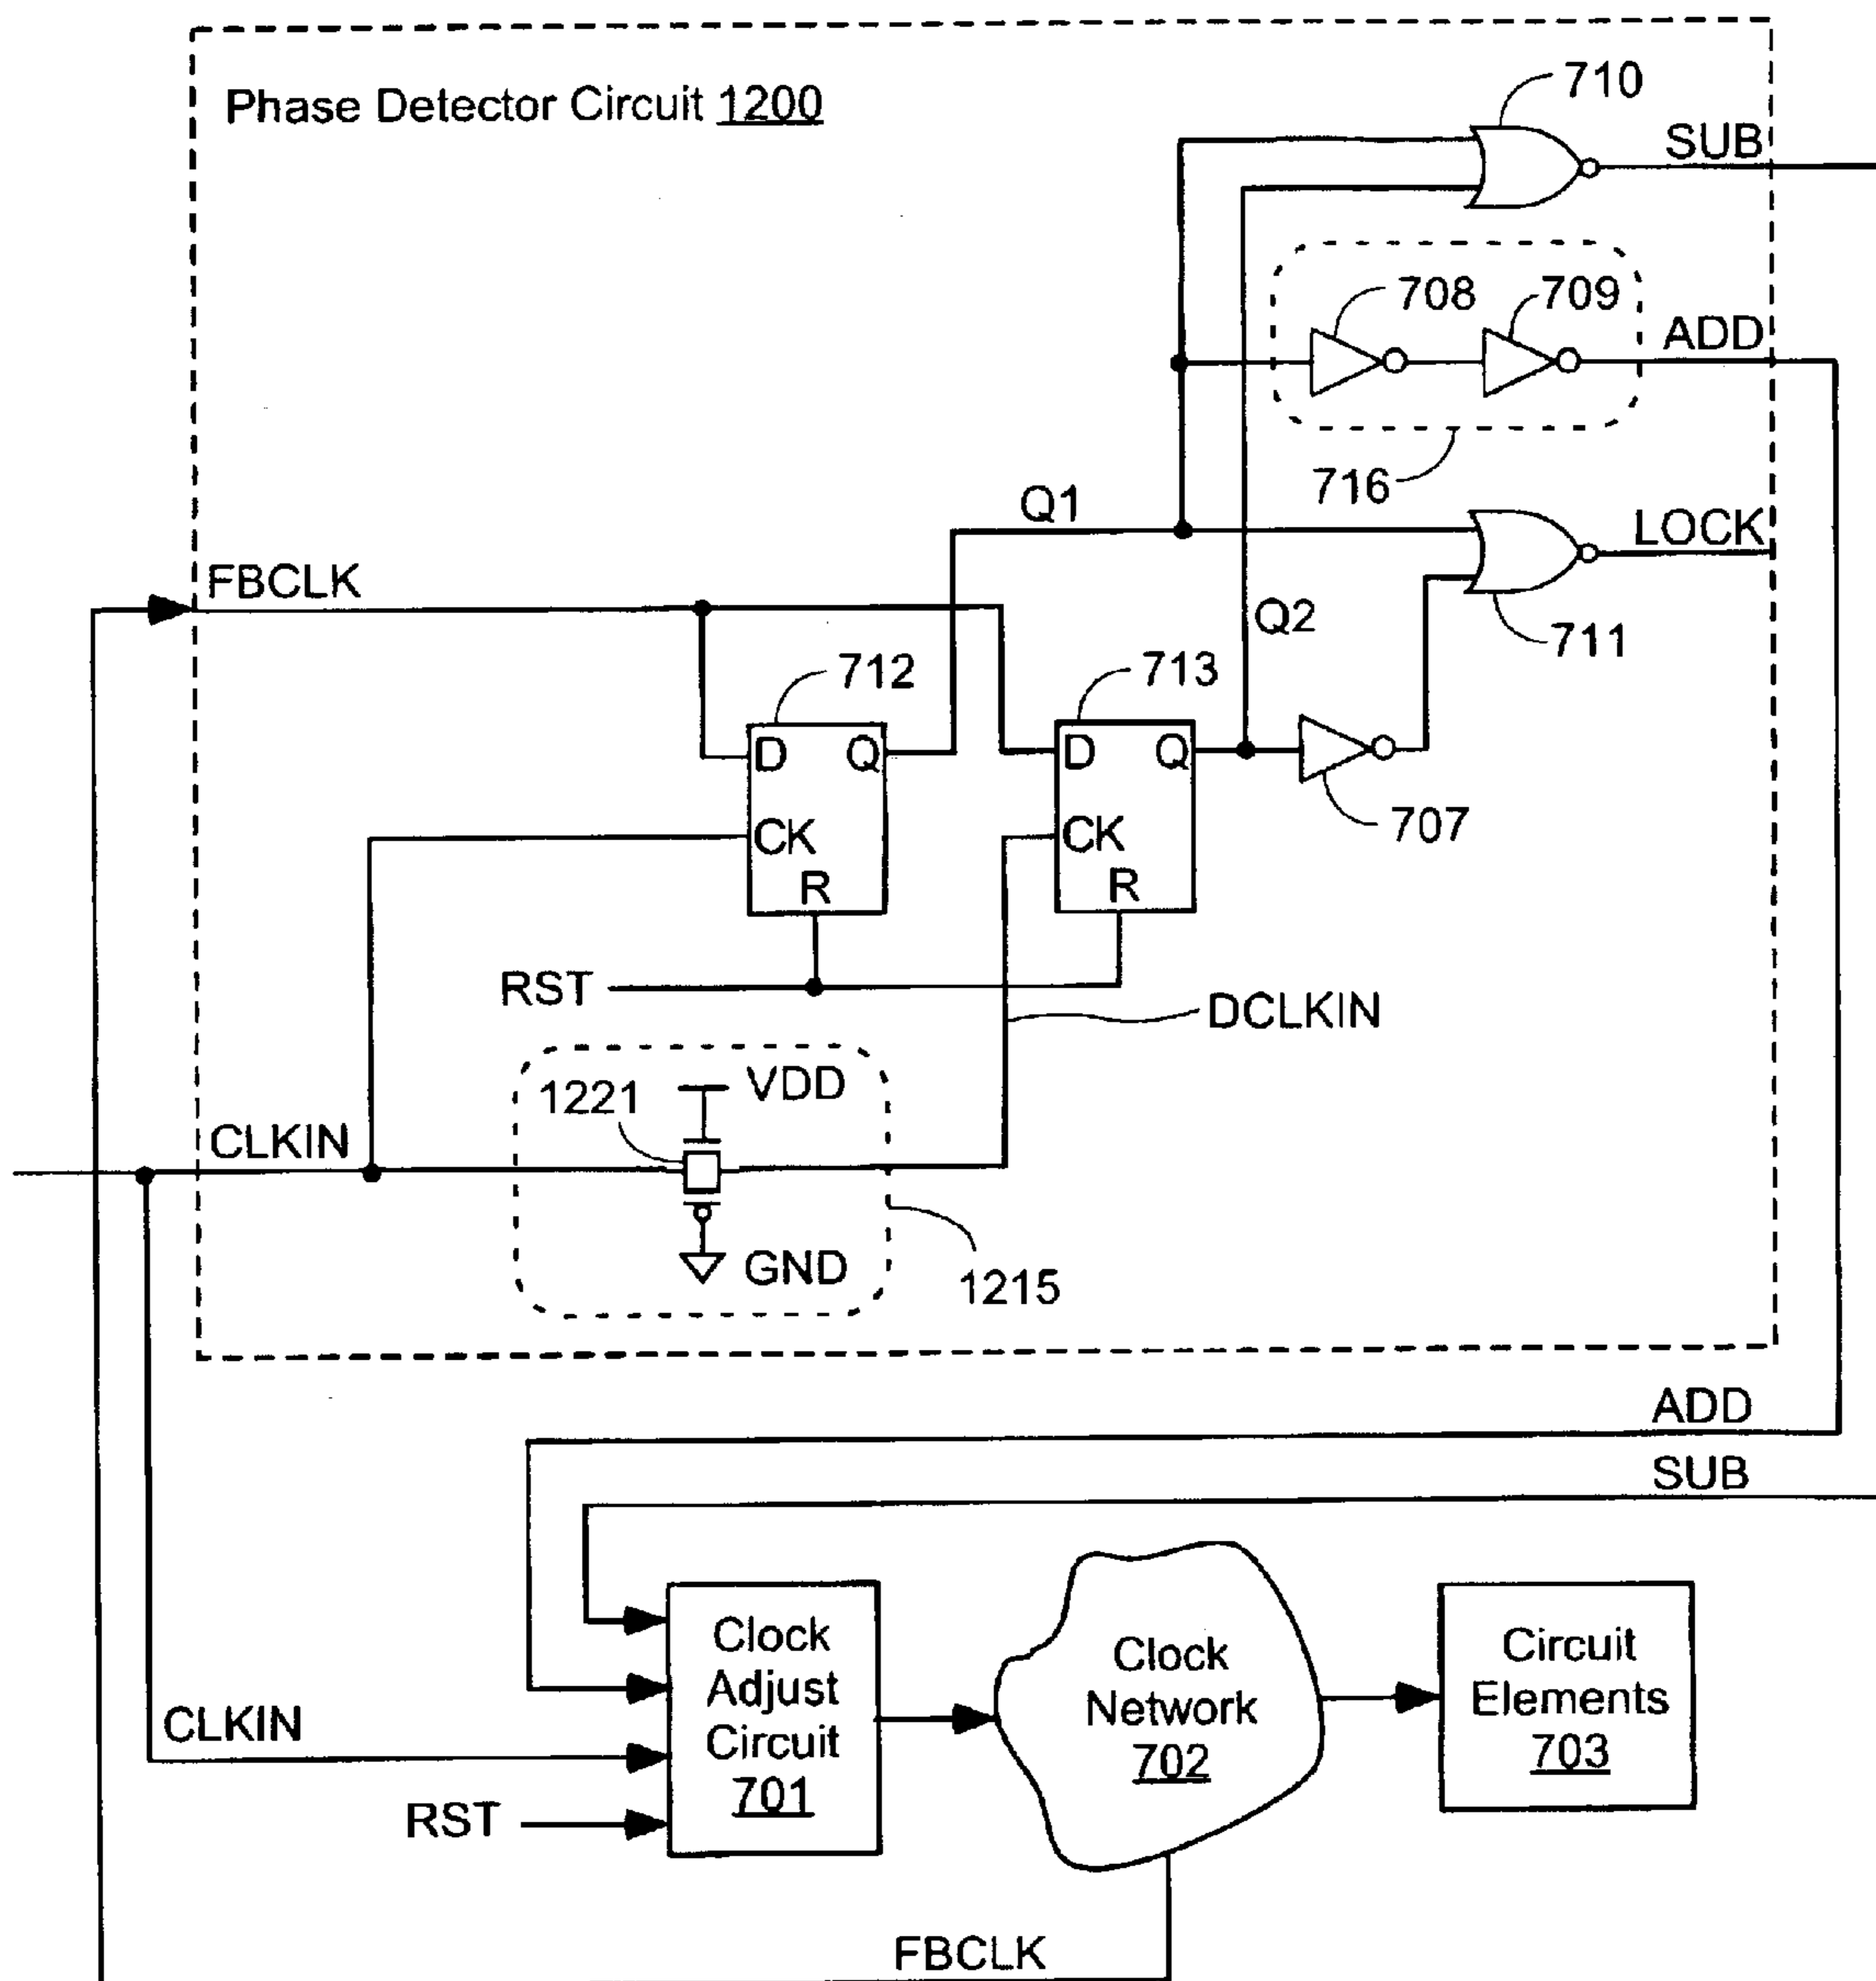 Phase Detector Circuit 1200
710
SUB
708
709
ADD
716
Q1
LOCK
FBCLK
Q2
711
712
713
D Q
D Q
CK
CK
707
R
R
RST
DCLKIN
1221
VDD
CLKIN
GND
1215
ADD
SUB
Clock
Adjust
Circuit
701
Clock
Network
702
Circuit
Elements
703
CLKIN
RST
FBCLK